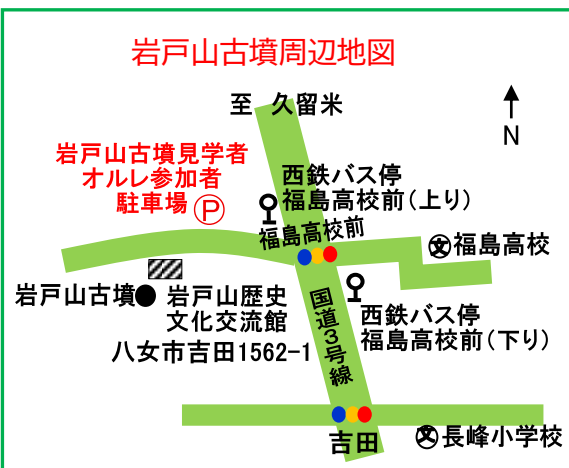 岩戸山古墳周辺地図
至 久留米
N
岩戸山古墳見学者
オルレ参加者
駐車場 Ⓟ
西鉄バス停
福島高校前(上り)
福島高校前
文 福島高校
岩戸山古墳
岩戸山歴史
文化交流館
八女市吉田1562-1
国道3号線
西鉄バス停
福島高校前(下り)
吉田
文 長峰小学校